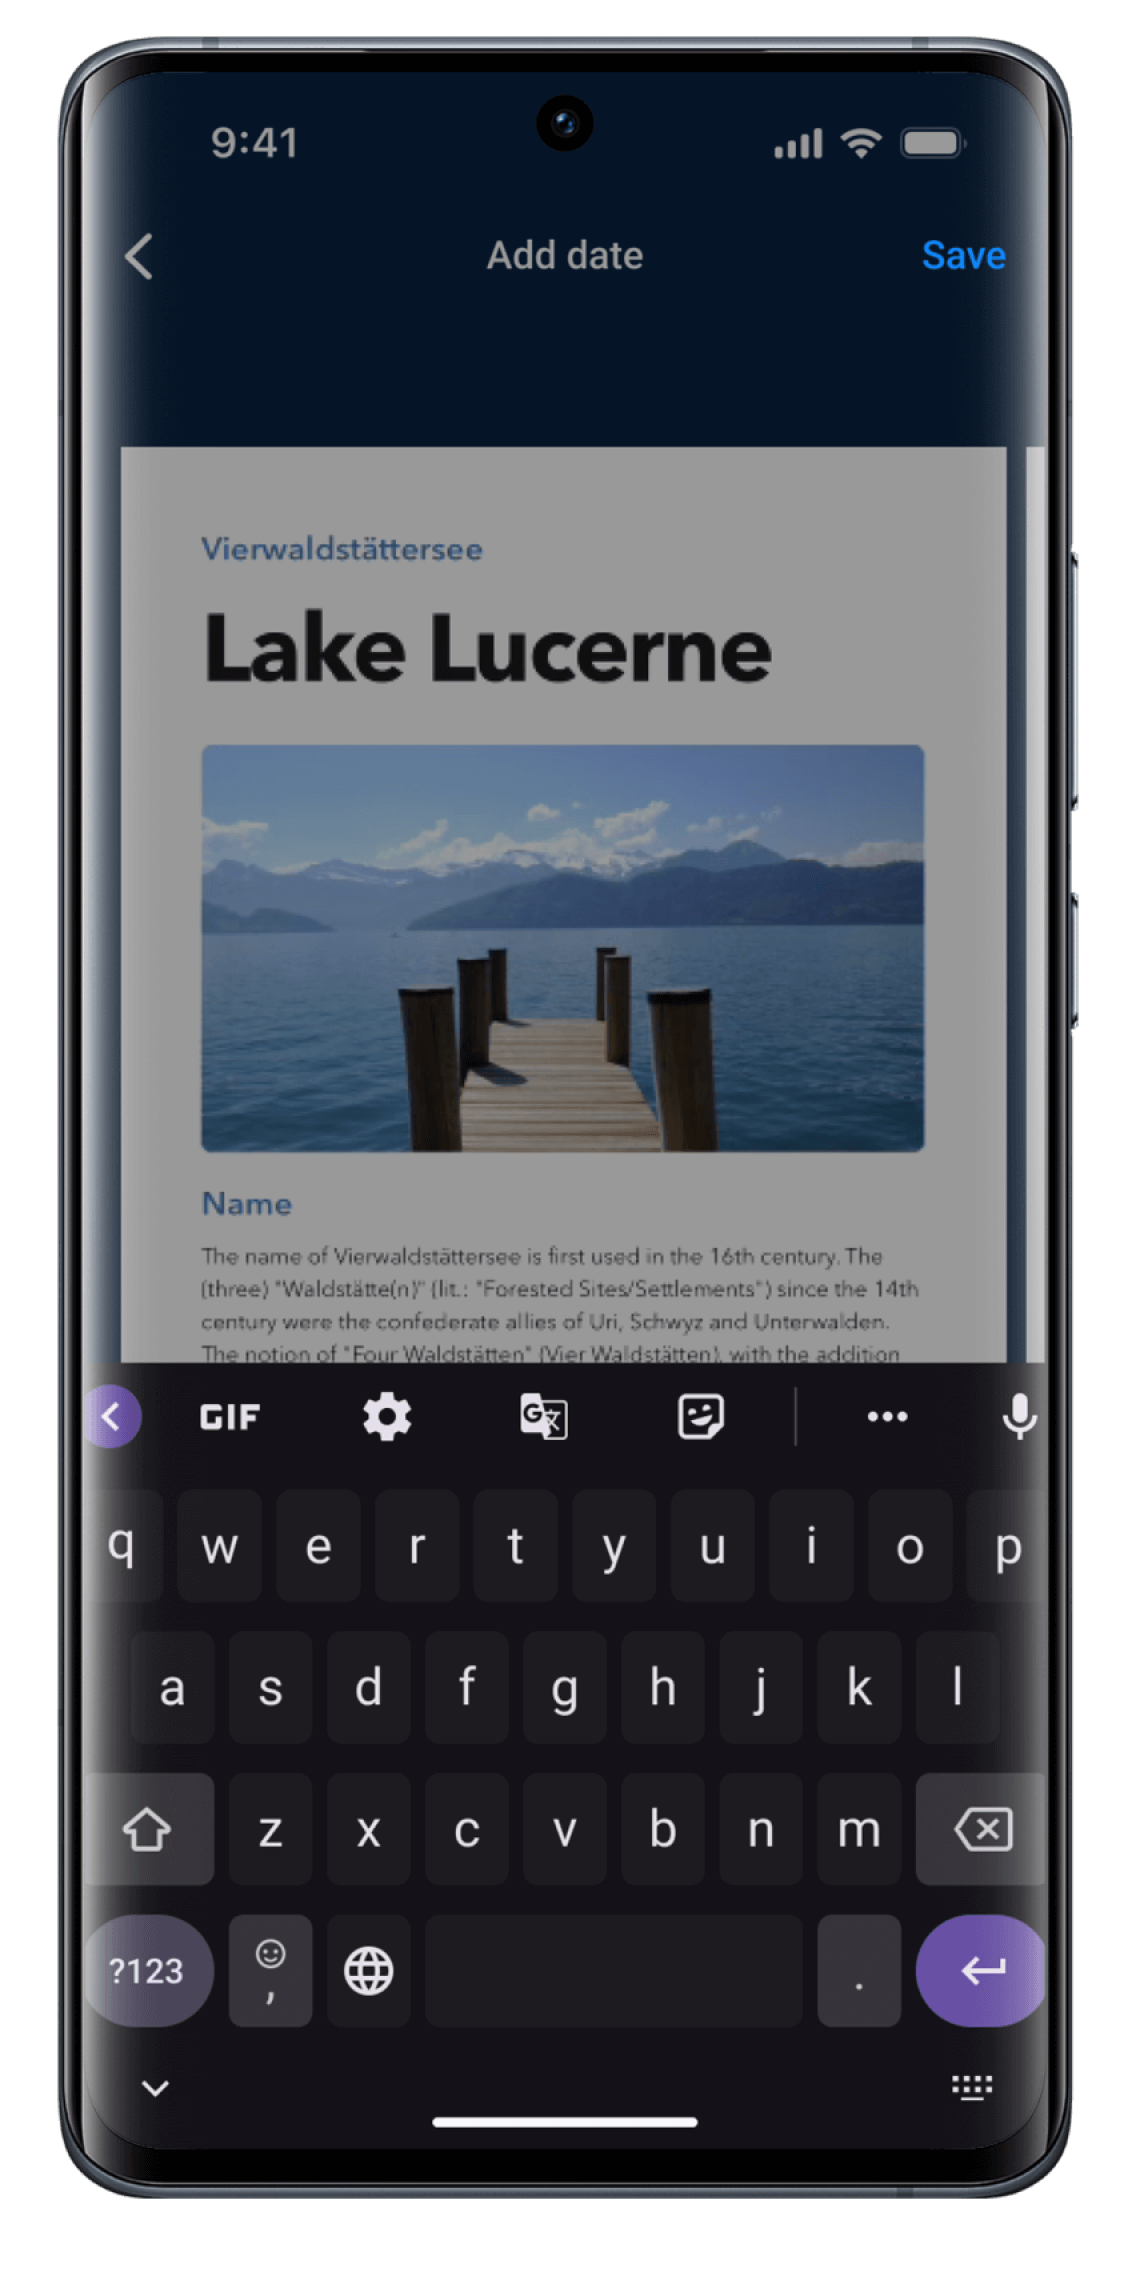 9:41
Add date
Save
Vierwaldstättersee
Lake Lucerne
Name
The name of Vierwaldstättersee is first used in the 16th century. The
(three) "Waldstätte(n)" (lit.: "Forested Sites/Settlements") since the 14th
century were the confederate allies of Uri, Schwyz and Unterwalden.
The notion of "Four Waldstätten" (Vier Waldstätten), with the addition
GIF
G文
q w e r t y u i o p
a s d f g h j k l
z x c v b n m
?123 , .